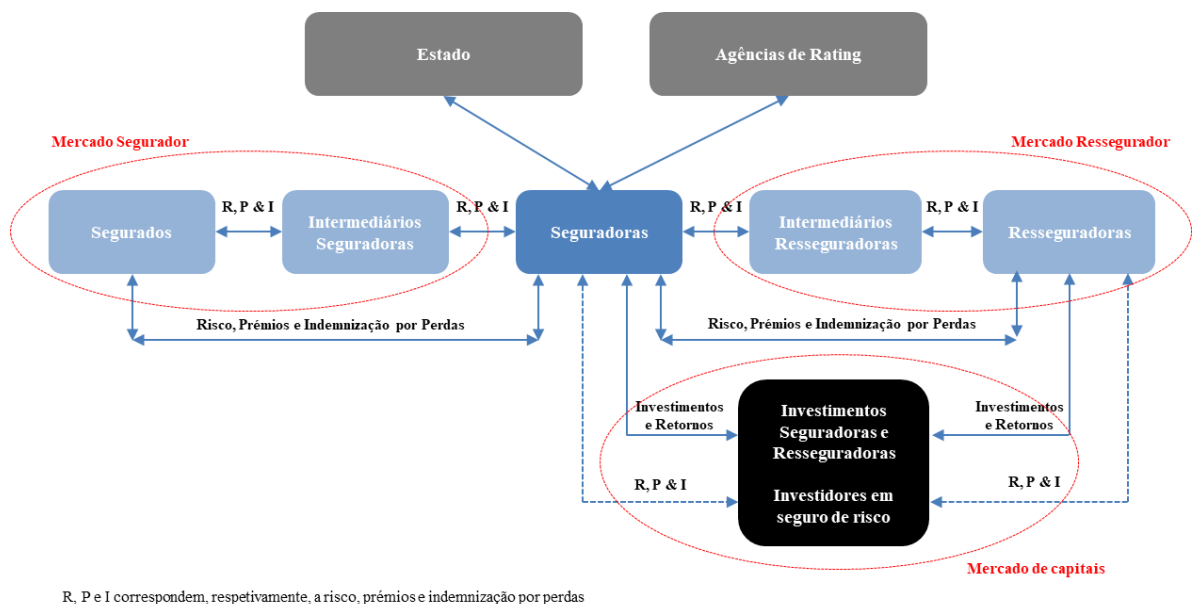 Estado
Agências de Rating
Mercado Segurador
Mercado Ressegurador
Segurados
R, P & I
Intermediários
Seguradoras
R, P & I
Seguradoras
R, P & I
Intermediários
Resseguradoras
R, P & I
Resseguradoras
Risco, Prémios e Indemnização por Perdas
Risco, Prémios e Indemnização por Perdas
Investimentos
e Retornos
Investimentos
Seguradoras e
Resseguradoras
Investimentos
e Retornos
R, P & I
Investidores em
seguro de risco
R, P & I
Mercado de capitais
R, P e I correspondem, respetivamente, a risco, prémios e indemnização por perdas